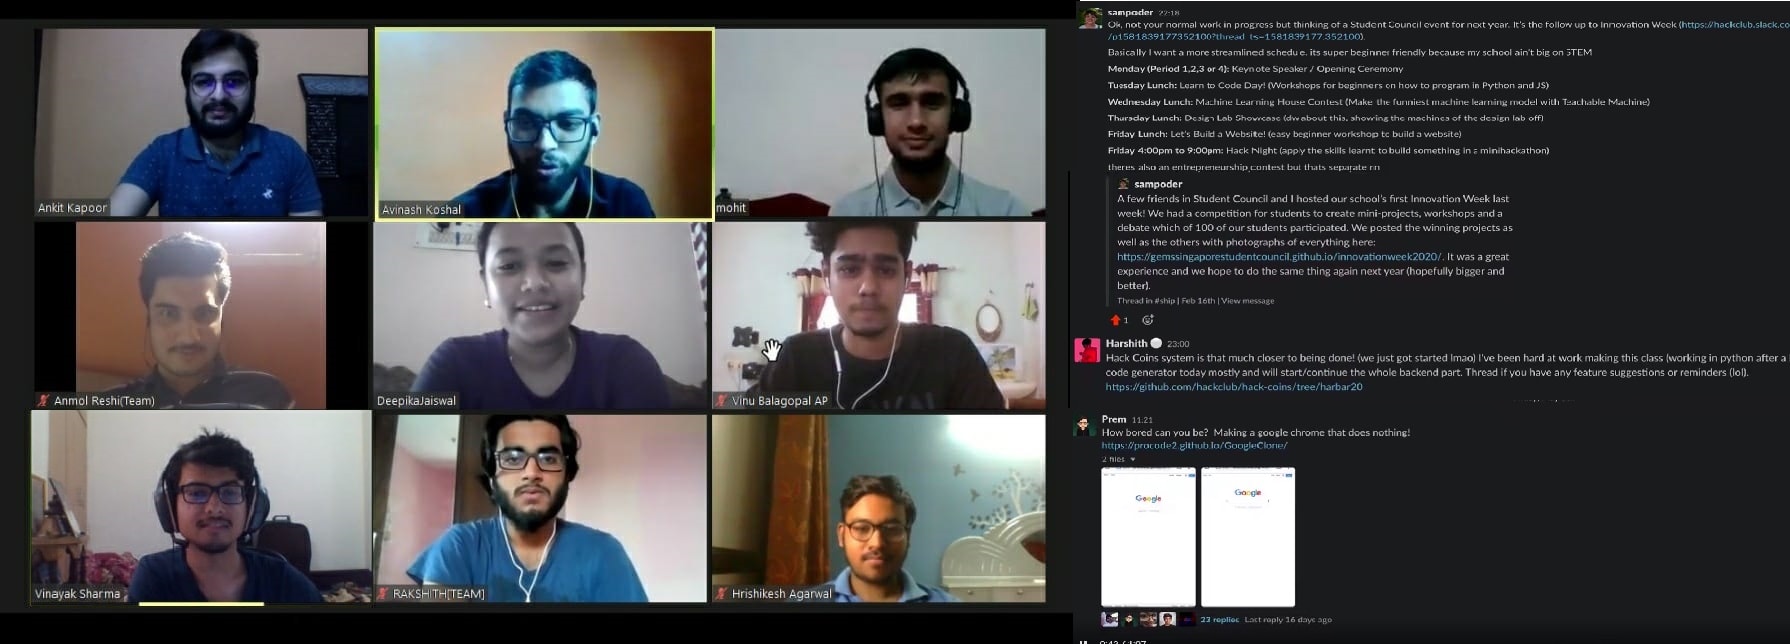 Ankit Kapoor
Avinash Koshal
mohit
Anmol Reshi(Team)
DeepikaJaiswal
Vinu Balagopal AP
Vinayak Sharma
RAKSHITH[TEAM]
Hrishikesh Agarwal
sampoder 22:18
Ok, not your normal work in progress but thinking of a Student Council event for next year. It's the follow up to Innovation Week (https://hackclub.slack.co
/p1581839177352100?thread_ts=1581839177.352100).
Basically I want a more streamlined schedule. its super beginner friendly because my school ain't big on STEM
Monday (Period 1,2,3 or 4): Keynote Speaker / Opening Ceremony
Tuesday Lunch: Learn to Code Day! (Workshops for beginners on how to program in Python and JS)
Wednesday Lunch: Machine Learning House Contest (Make the funniest machine learning model with Teachable Machine)
Thursday Lunch: Design Lab Showcase (dw about this, showing the machines of the design lab off)
Friday Lunch: Let's Build a Website! (easy beginner workshop to build a website)
Friday 4:00pm to 9:00pm: Hack Night (apply the skills learnt to build something in a minihackathon)
theres also an entrepreneurship contest but thats separate rn
sampoder
A few friends in Student Council and I hosted our school's first Innovation Week last
week! We had a competition for students to create mini-projects, workshops and a
debate which of 100 of our students participated. We posted the winning projects as
well as the others with photographs of everything here:
https://gemssingaporestudentcouncil.github.io/innovationweek2020/. It was a great
experience and we hope to do the same thing again next year (hopefully bigger and
better).
Thread in #ship | Feb 16th | View message
1
Harshith 23:00
Hack Coins system is that much closer to being done! (we just got started lmao) I've been hard at work making this class (working in python after a
code generator today mostly and will start/continue the whole backend part. Thread if you have any feature suggestions or reminders (lol).
https://github.com/hackclub/hack-coins/tree/harbar20
Prem 11:21
How bored can you be? Making a google chrome that does nothing!
https://procode2.github.io/GoogleClone/
2 files
Google
Google
23 replies Last reply 16 days ago